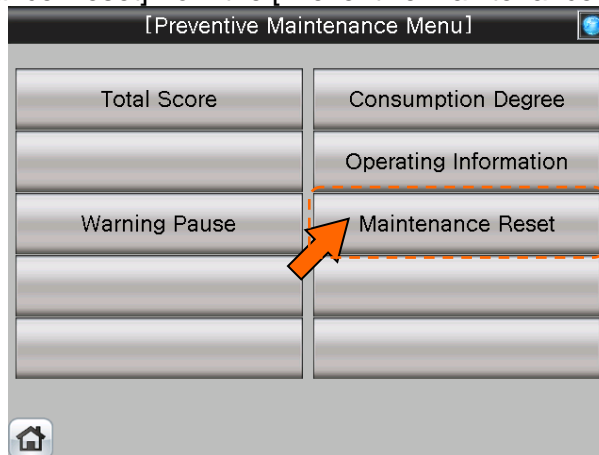 [Preventive Maintenance Menu]
Total Score
Consumption Degree
Operating Information
Warning Pause
Maintenance Reset